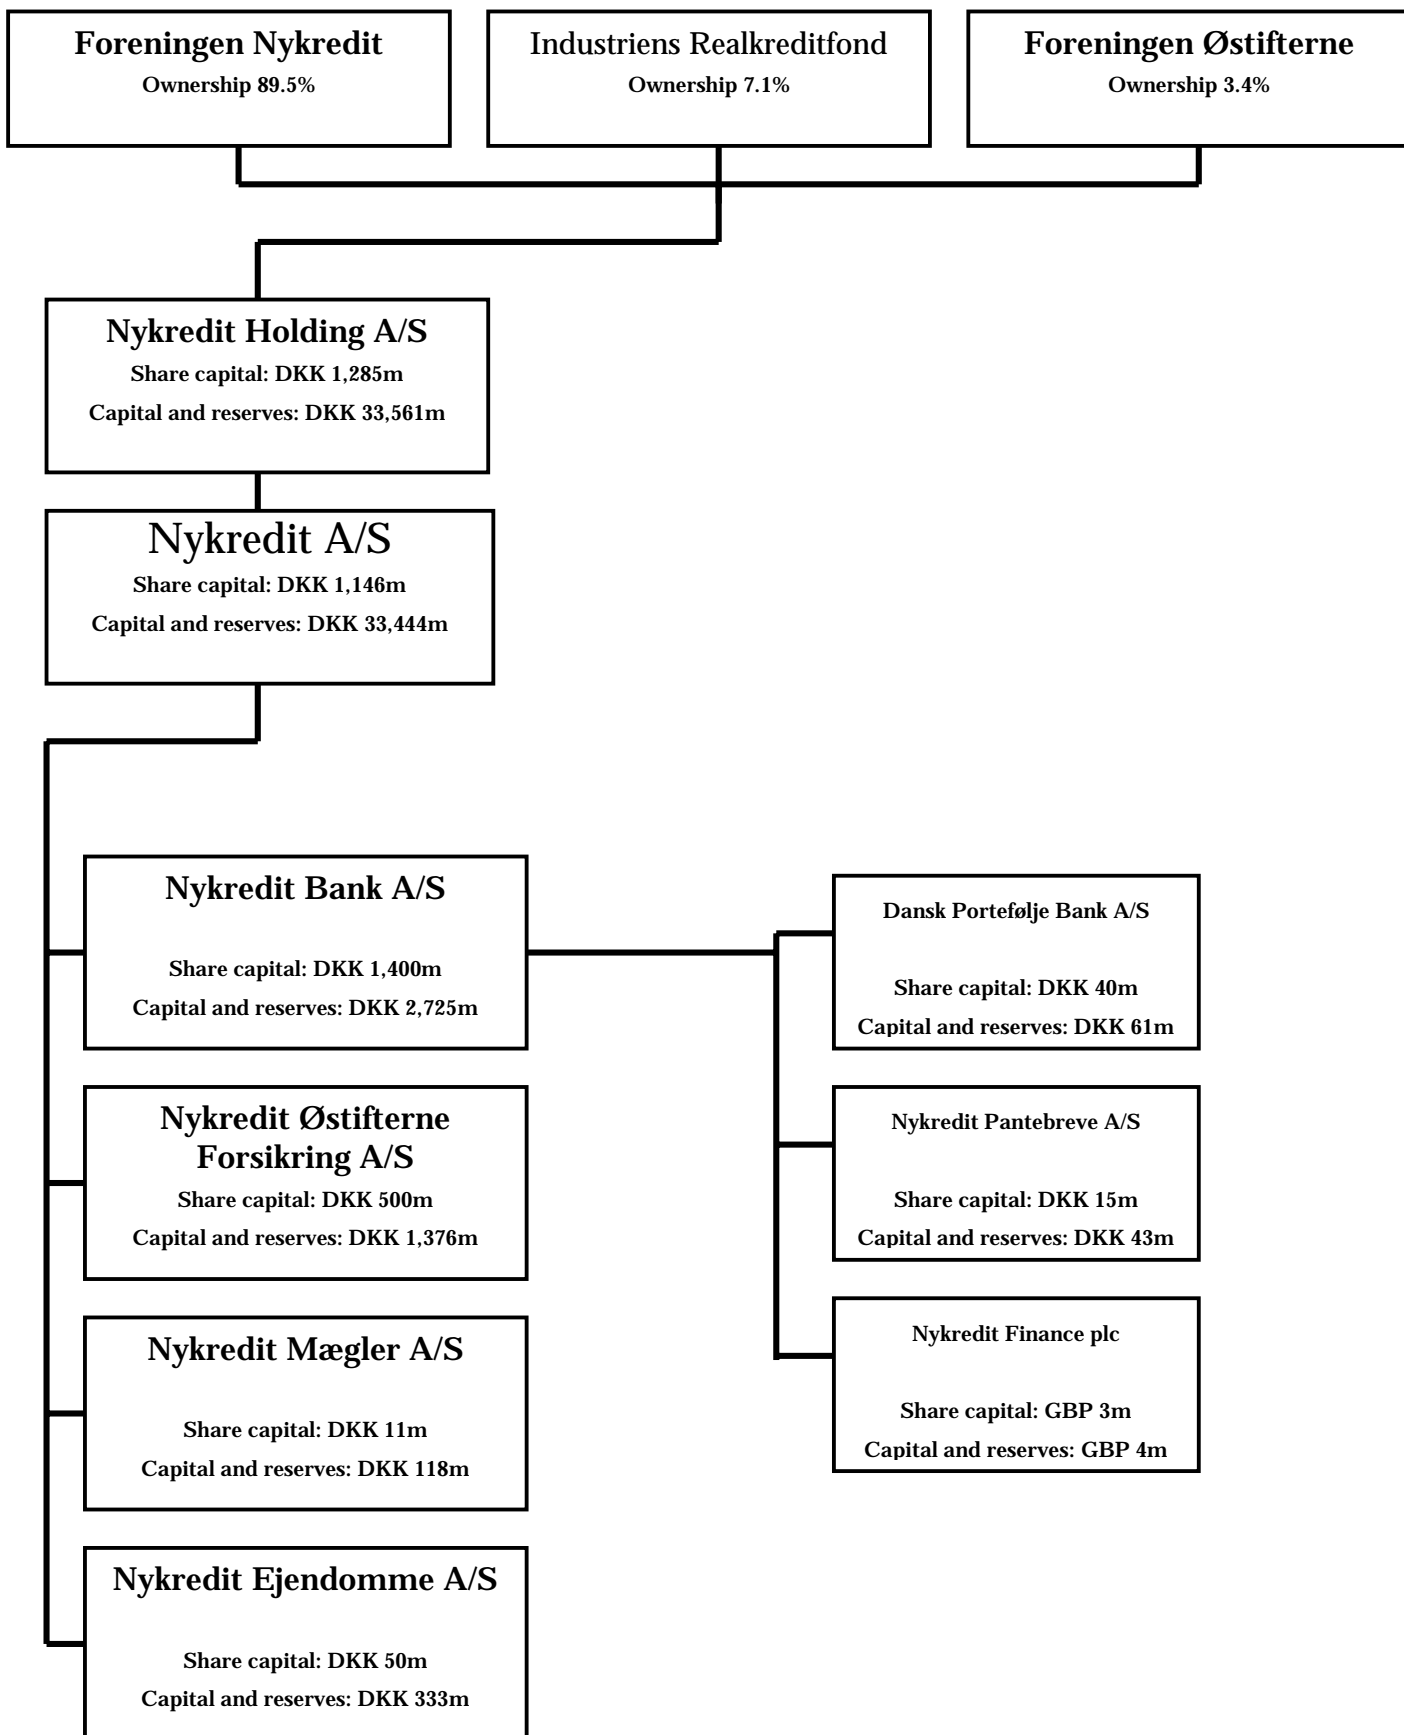 Foreningen Nykredit
Ownership 89.5%
Industriens Realkreditfond
Ownership 7.1%
Foreningen Østifterne
Ownership 3.4%
Nykredit Holding A/S
Share capital: DKK 1,285m
Capital and reserves: DKK 33,561m
Nykredit A/S
Share capital: DKK 1,146m
Capital and reserves: DKK 33,444m
Nykredit Bank A/S
Share capital: DKK 1,400m
Capital and reserves: DKK 2,725m
Nykredit Østifterne
Forsikring A/S
Share capital: DKK 500m
Capital and reserves: DKK 1,376m
Nykredit Mægler A/S
Share capital: DKK 11m
Capital and reserves: DKK 118m
Nykredit Ejendomme A/S
Share capital: DKK 50m
Capital and reserves: DKK 333m
Dansk Portefølje Bank A/S
Share capital: DKK 40m
Capital and reserves: DKK 61m
Nykredit Pantebreve A/S
Share capital: DKK 15m
Capital and reserves: DKK 43m
Nykredit Finance plc
Share capital: GBP 3m
Capital and reserves: GBP 4m